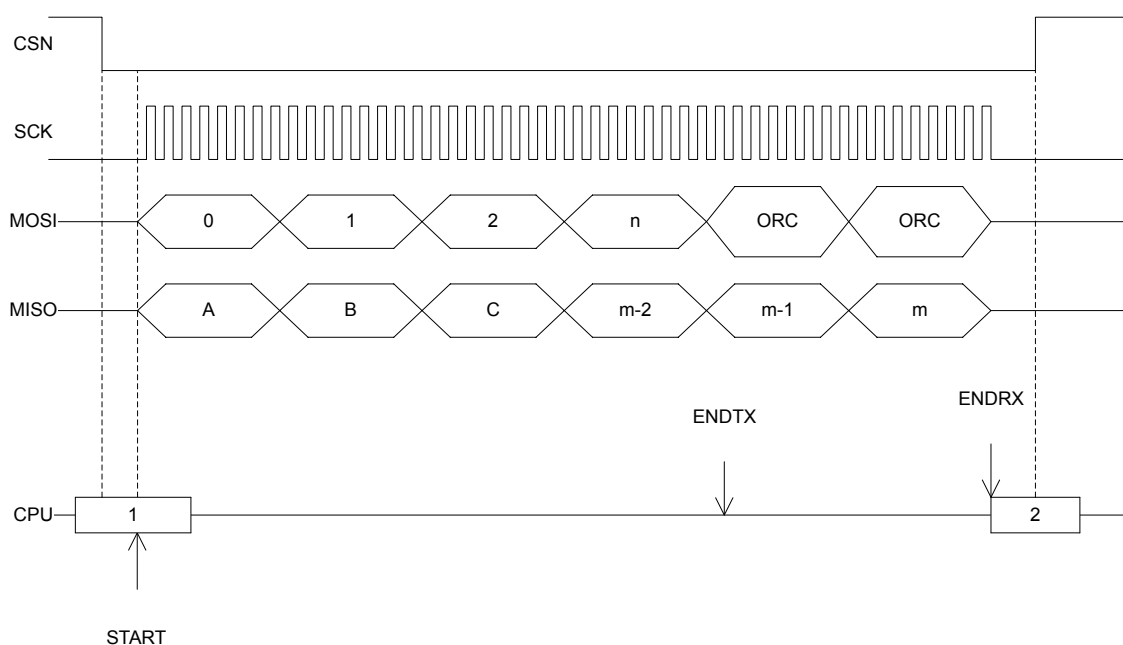 CSN
SCK
MOSI 0 1 2 n ORC ORC
MISO A B C m-2 m-1 m
ENDRX
ENDTX
CPU 1 2
START